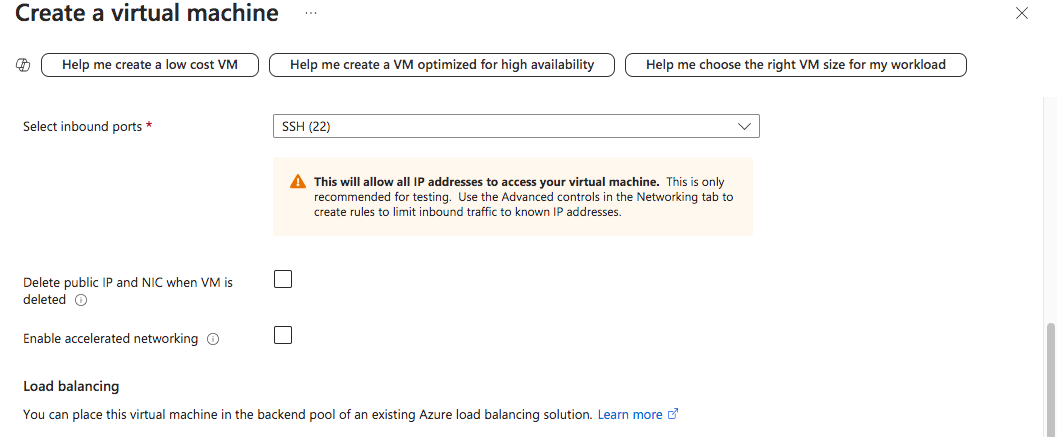 Create a virtual machine ...
Help me create a low cost VM
Help me create a VM optimized for high availability
Help me choose the right VM size for my workload
Select inbound ports *
SSH (22)
This will allow all IP addresses to access your virtual machine. This is only
recommended for testing. Use the Advanced controls in the Networking tab to
create rules to limit inbound traffic to known IP addresses.
Delete public IP and NIC when VM is
deleted
Enable accelerated networking
Load balancing
You can place this virtual machine in the backend pool of an existing Azure load balancing solution. Learn more